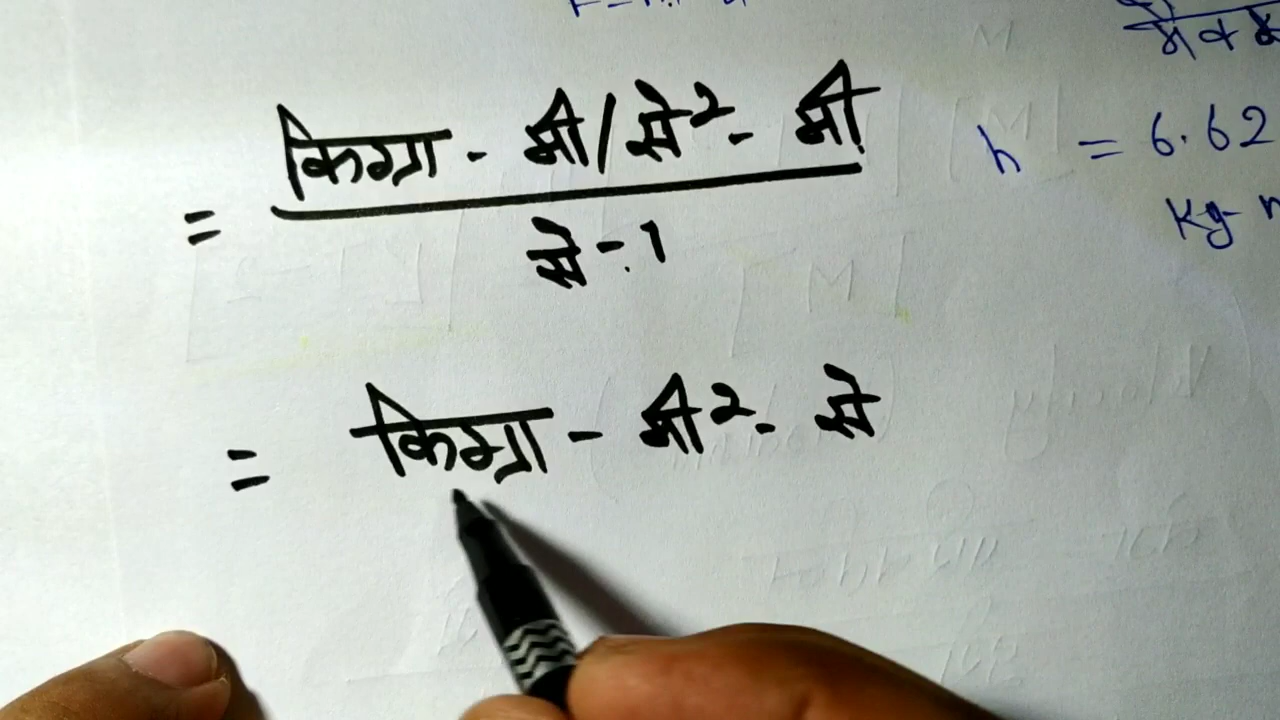 = किग्रा - मी/से² - मी
से-1
h = 6.62
Kg-
= किग्रा - मी² - से